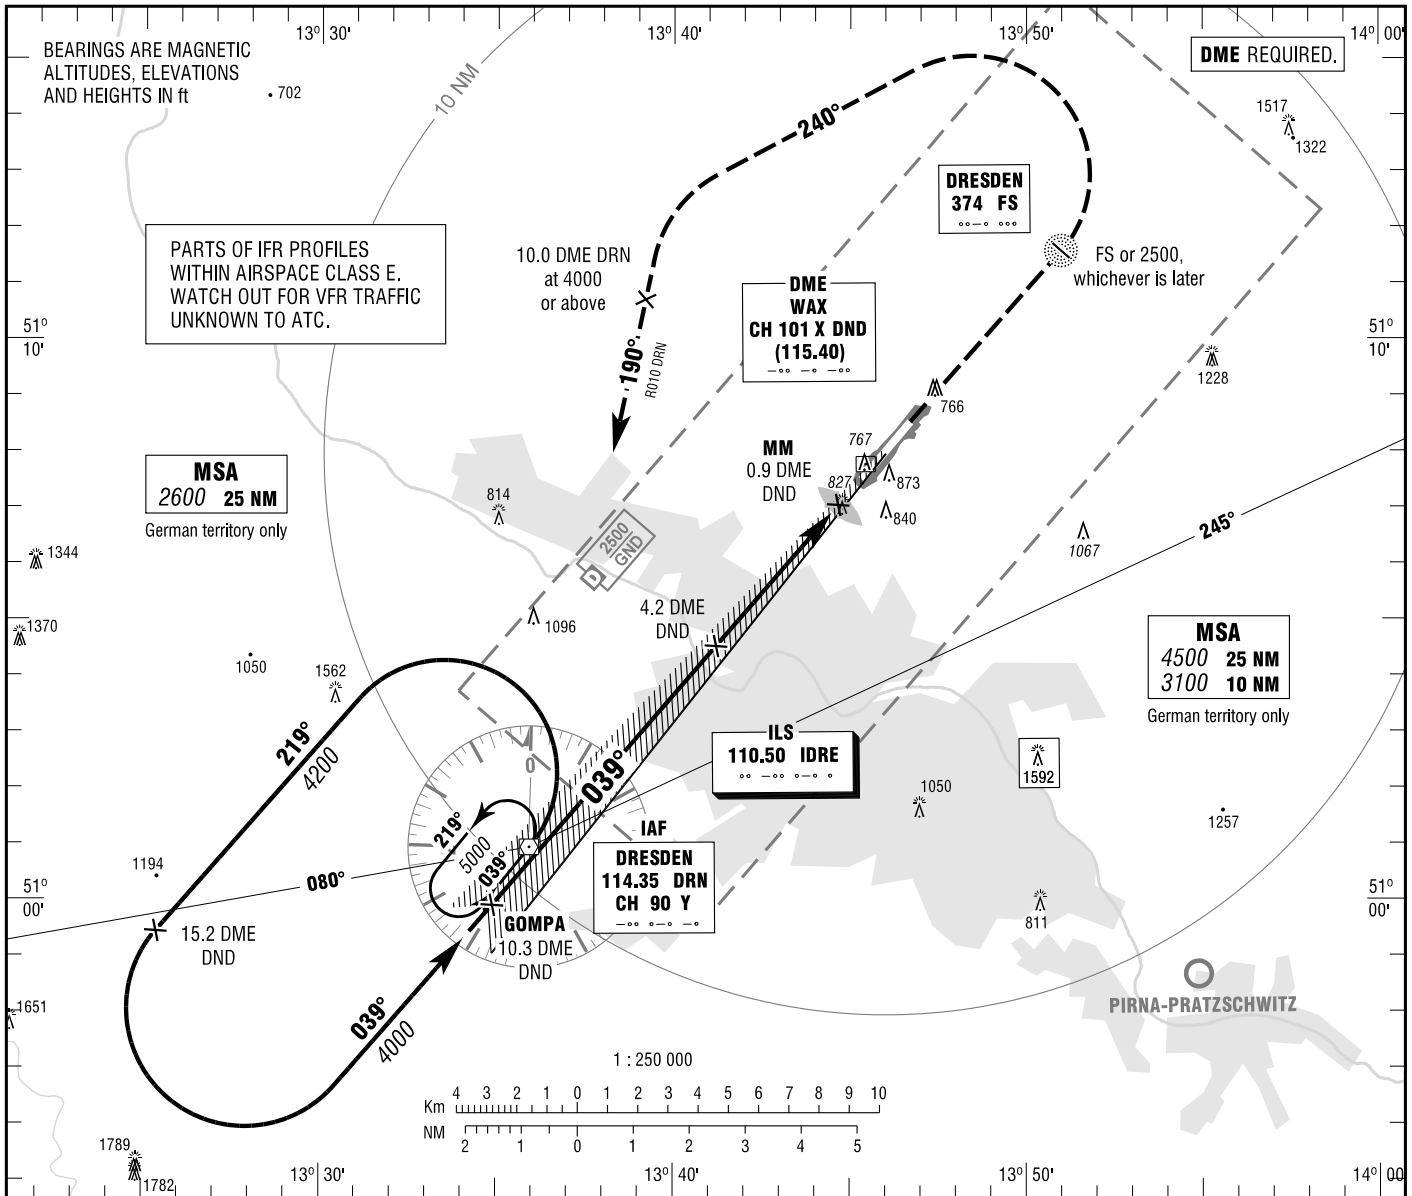 13° 30'
13° 40'
13° 50'
14° 00'
BEARINGS ARE MAGNETIC
ALTITUDES, ELEVATIONS
AND HEIGHTS IN ft
702
10 NM
DME REQUIRED.
1517
1322
240°
DRESDEN
374 FS
PARTS OF IFR PROFILES
WITHIN AIRSPACE CLASS E.
WATCH OUT FOR VFR TRAFFIC
UNKNOWN TO ATC.
10.0 DME DRN
at 4000
or above
FS or 2500,
whichever is later
DME
WAX
CH 101 X DND
(115.40)
51°
10'
51°
10'
190°
R010 DRN
1228
766
MSA
2600 25 NM
German territory only
MM
0.9 DME
DND
767
827
873
840
814
2500
GND
D
245°
1067
1344
1370
1096
4.2 DME
DND
1050
1562
MSA
4500 25 NM
3100 10 NM
German territory only
219°
4200
0
039°
ILS
110.50 IDRE
1592
1050
1257
219°
5000
039°
IAF
DRESDEN
114.35 DRN
CH 90 Y
1194
080°
51°
00'
51°
00'
811
15.2 DME
DND
GOMPA
10.3 DME
DND
1651
039°
4000
PIRNA-PRATZSCHWITZ
1 : 250 000
Km 4 3 2 1 0 1 2 3 4 5 6 7 8 9 10
NM 2 1 0 1 2 3 4 5
1789
1782
13° 30'
13° 40'
13° 50'
14° 00'